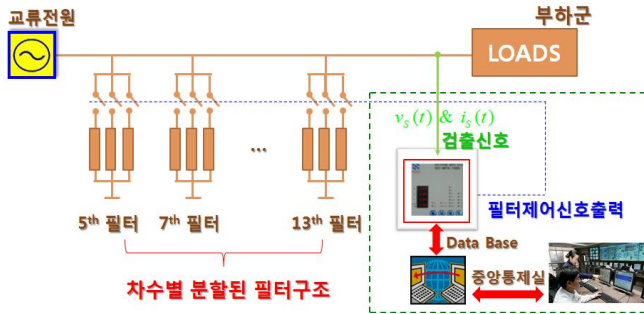 교류전원
부하군
LOADS
v_s(t) & i_s(t)
검출신호
...
5th 필터
7th 필터
13th 필터
필터제어신호출력
Data Base
차수별 분할된 필터구조
중앙통제실